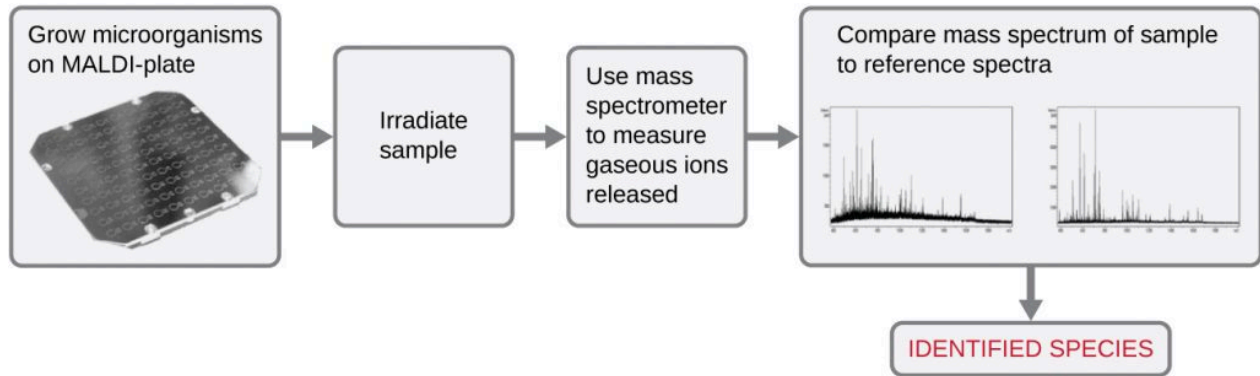 Grow microorganisms
on MALDI-plate
Irradiate
sample
Use mass
spectrometer
to measure
gaseous ions
released
Compare mass spectrum of sample
to reference spectra
IDENTIFIED SPECIES